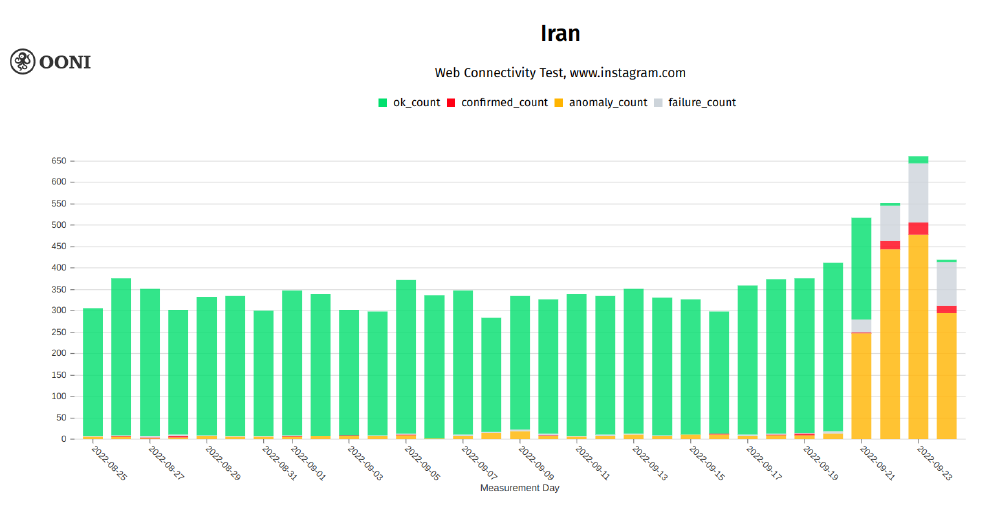 Iran
OONI
Web Connectivity Test, www.instagram.com
ok_count confirmed_count anomaly_count failure_count
650
600
550
500
450
400
350
300
250
200
150
100
50
0
2022-08-25 2022-08-27 2022-08-29 2022-08-31 2022-09-01 2022-09-03 2022-09-05 2022-09-07 2022-09-09 2022-09-11 2022-09-13 2022-09-15 2022-09-17 2022-09-19 2022-09-21 2022-09-23
Measurement Day